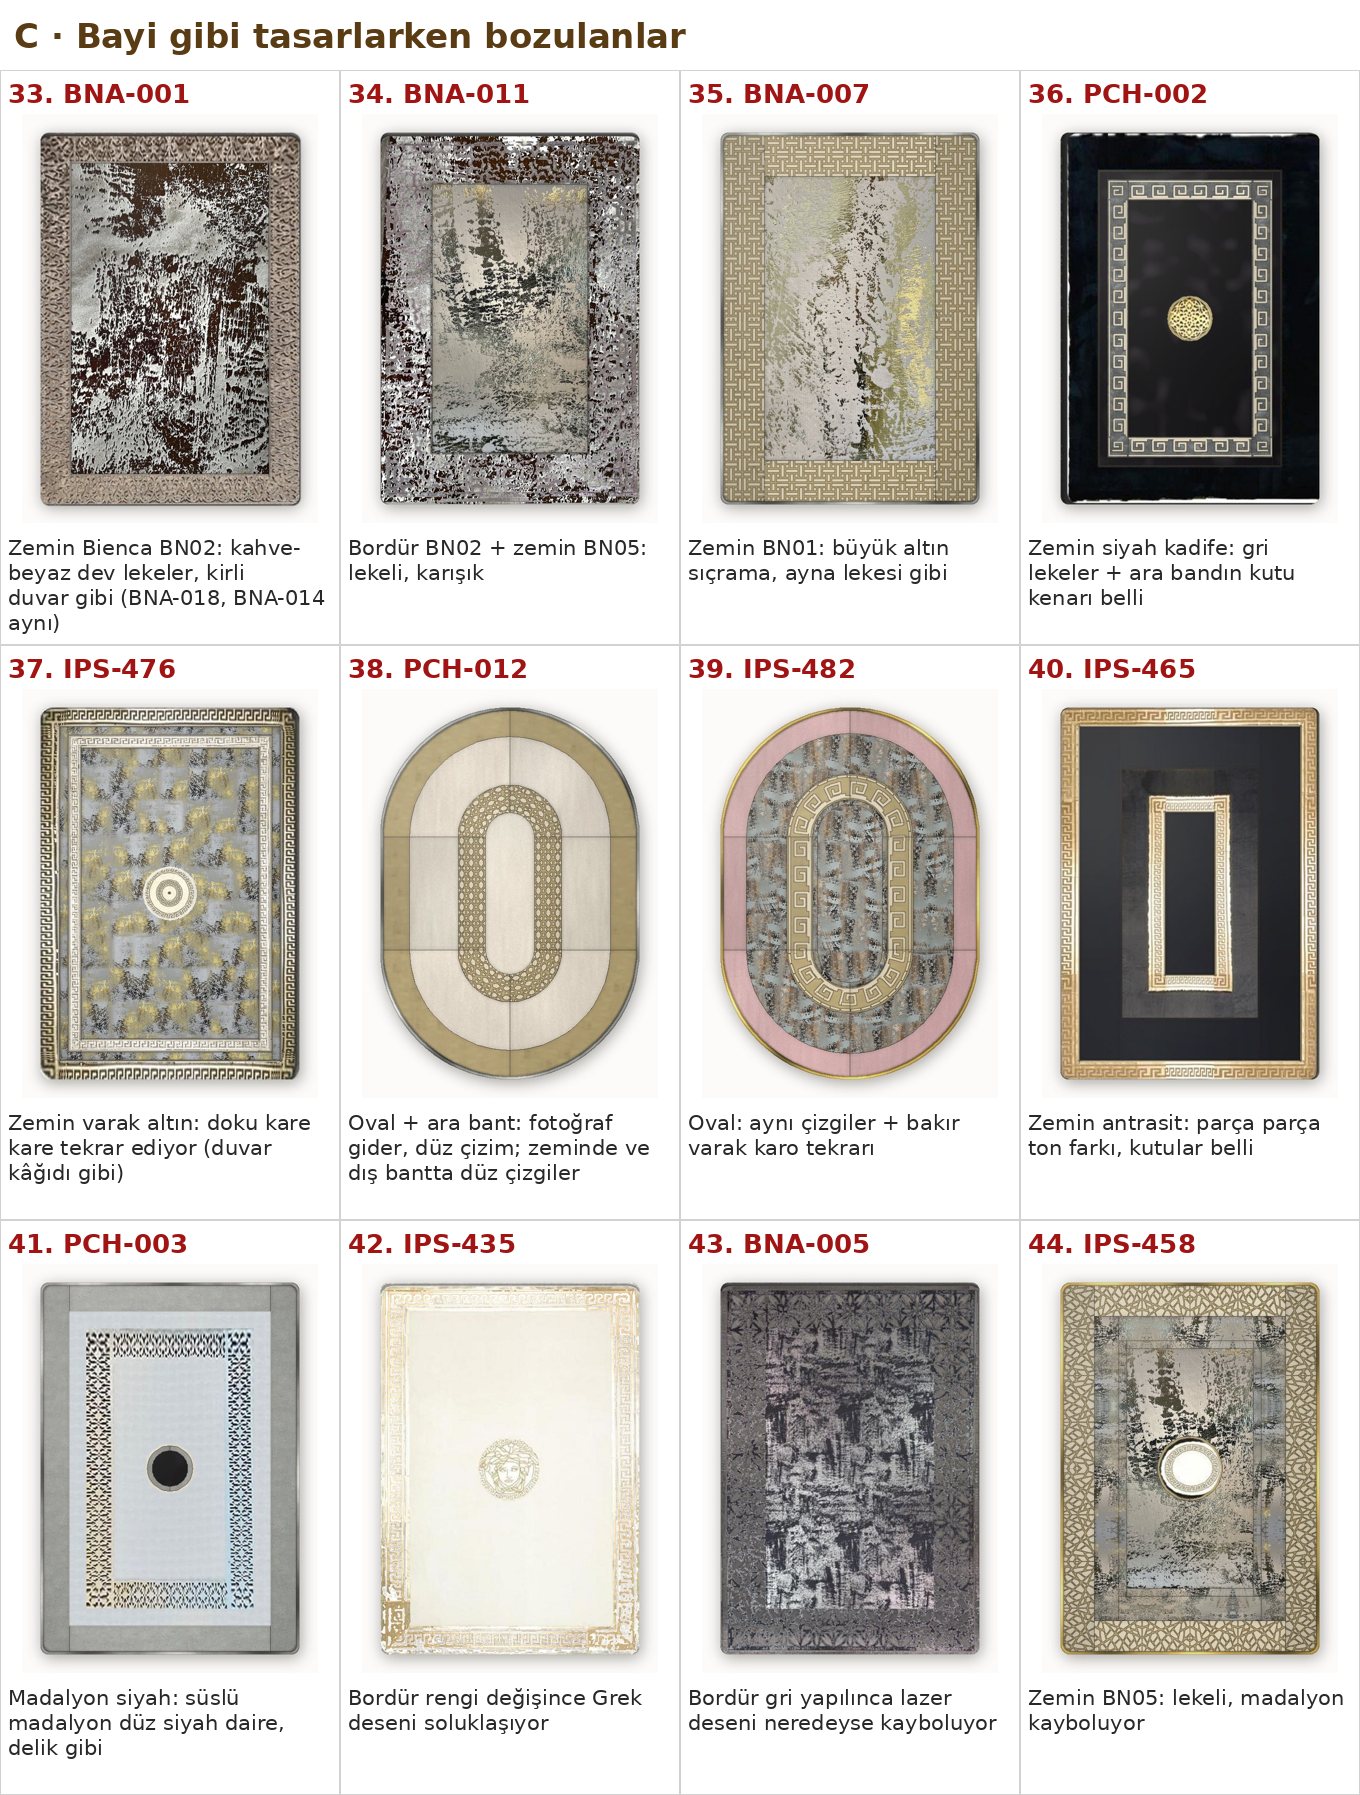 C · Bayi gibi tasarlarken bozulanlar
33. BNA-001
34. BNA-011
35. BNA-007
36. PCH-002
Zemin Bienca BN02: kahve-
beyaz dev lekeler, kirli
duvar gibi (BNA-018, BNA-014
aynı)
Bordür BN02 + zemin BN05:
lekeli, karışık
Zemin BN01: büyük altın
sıçrama, ayna lekesi gibi
Zemin siyah kadife: gri
lekeler + ara bandın kutu
kenarı belli
37. IPS-476
38. PCH-012
39. IPS-482
40. IPS-465
Zemin varak altın: doku kare
kare tekrar ediyor (duvar
kâğıdı gibi)
Oval + ara bant: fotoğraf
gider, düz çizim; zeminde ve
dış bantta düz çizgiler
Oval: aynı çizgiler + bakır
varak karo tekrarı
Zemin antrasit: parça parça
ton farkı, kutular belli
41. PCH-003
42. IPS-435
43. BNA-005
44. IPS-458
Madalyon siyah: süslü
madalyon düz siyah daire,
delik gibi
Bordür rengi değişince Grek
deseni soluklaşıyor
Bordür gri yapılınca lazer
deseni neredeyse kayboluyor
Zemin BN05: lekeli, madalyon
kayboluyor